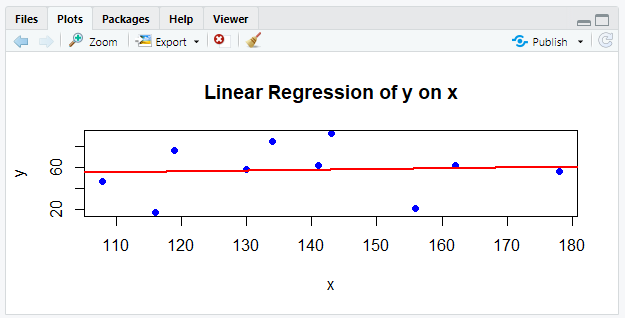 Files Plots Packages Help Viewer
Zoom Export Publish
Linear Regression of y on x
y
60
20
110 120 130 140 150 160 170 180
x